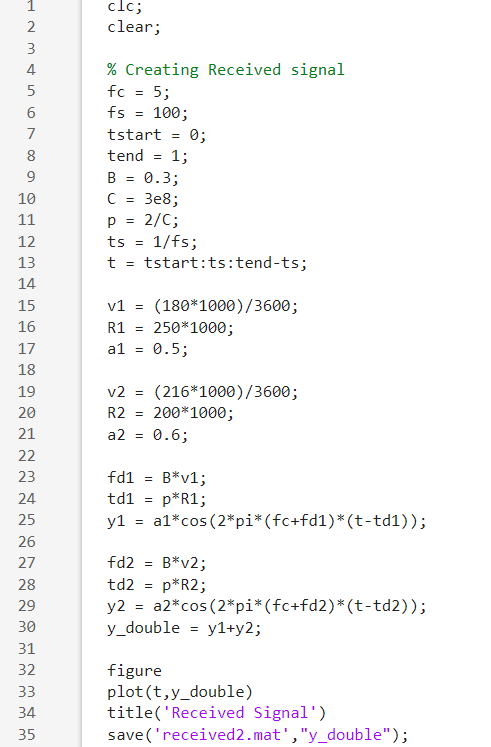 1 clc;
2 clear;
3
4 % Creating Received signal
5 fc = 5;
6 fs = 100;
7 tstart = 0;
8 tend = 1;
9 B = 0.3;
10 C = 3e8;
11 p = 2/C;
12 ts = 1/fs;
13 t = tstart:ts:tend-ts;
14
15 v1 = (180*1000)/3600;
16 R1 = 250*1000;
17 a1 = 0.5;
18
19 v2 = (216*1000)/3600;
20 R2 = 200*1000;
21 a2 = 0.6;
22
23 fd1 = B*v1;
24 td1 = p*R1;
25 y1 = a1*cos(2*pi*(fc+fd1)*(t-td1));
26
27 fd2 = B*v2;
28 td2 = p*R2;
29 y2 = a2*cos(2*pi*(fc+fd2)*(t-td2));
30 y_double = y1+y2;
31
32 figure
33 plot(t,y_double)
34 title('Received Signal')
35 save('received2.mat',"y_double");